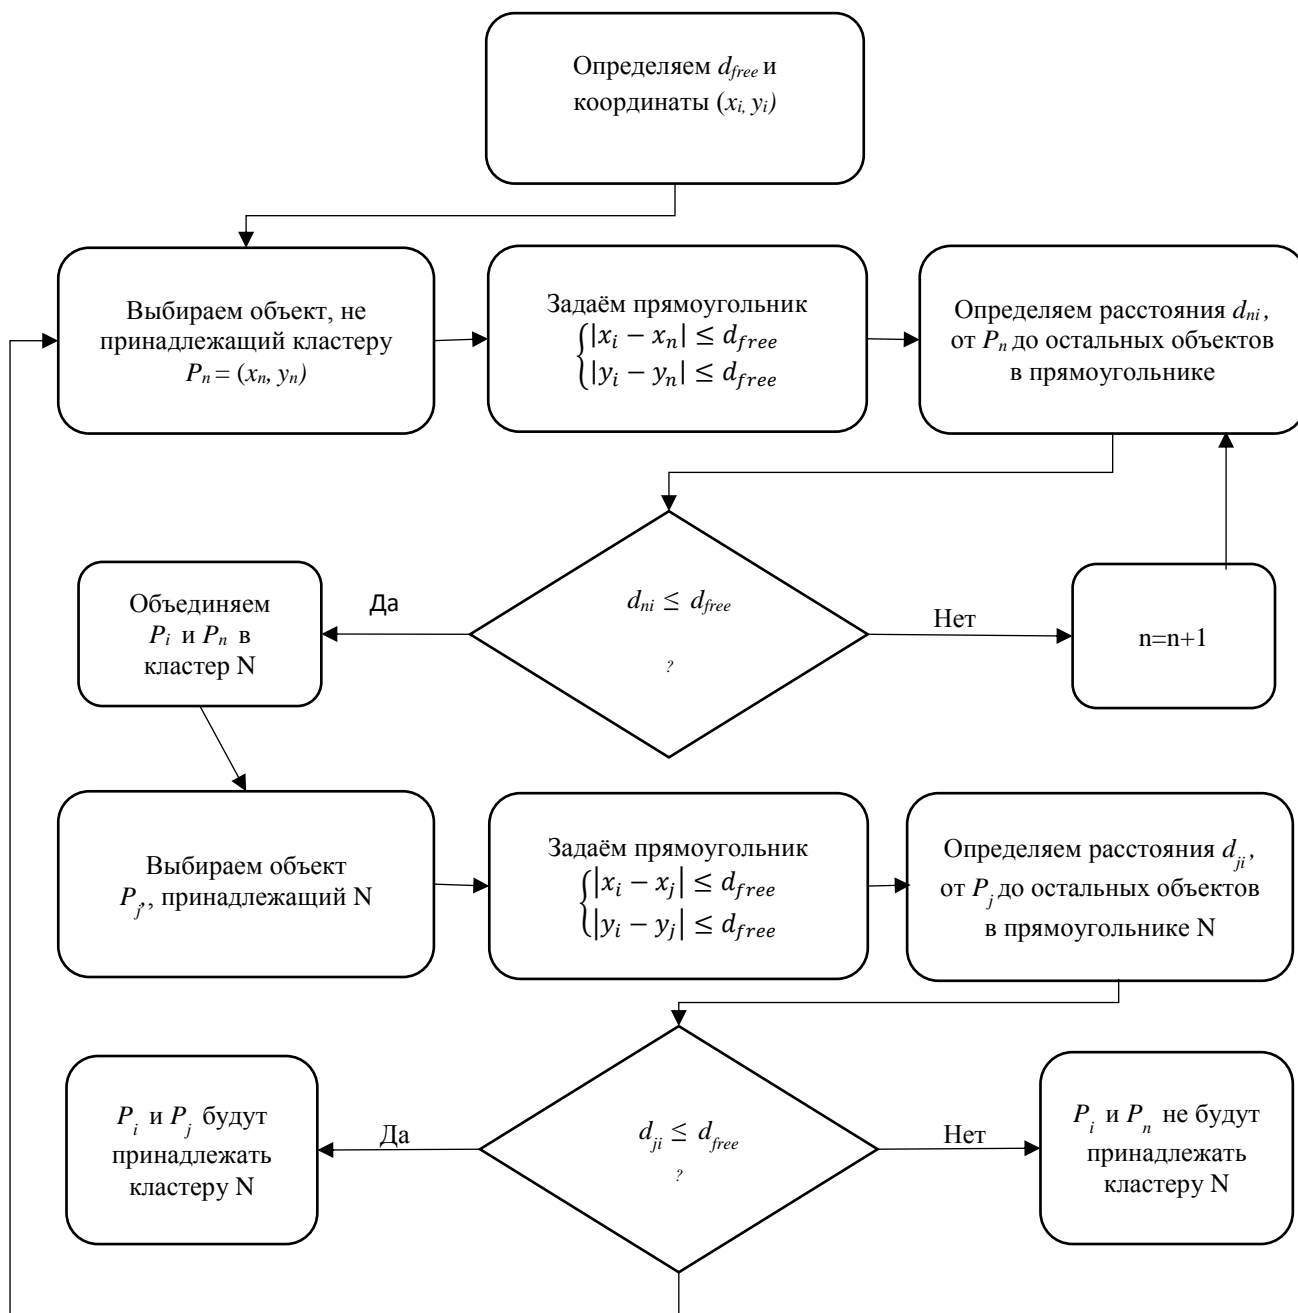 Определяем d_free и
координаты (x_i, y_i)
Выбираем объект, не
принадлежащий кластеру
P_n = (x_n, y_n)
Задаём прямоугольник
{|x_i − x_n| ≤ d_free
|y_i − y_n| ≤ d_free
Определяем расстояния d_ni,
от P_n до остальных объектов
в прямоугольнике
Объединяем
P_i и P_n в
кластер N
Да
d_ni ≤ d_free
?
Нет
n=n+1
Выбираем объект
P_j,, принадлежащий N
Задаём прямоугольник
{|x_i − x_j| ≤ d_free
|y_i − y_j| ≤ d_free
Определяем расстояния d_ji,
от P_j до остальных объектов
в прямоугольнике N
P_i и P_j будут
принадлежать
кластеру N
Да
d_ji ≤ d_free
?
Нет
P_i и P_n не будут
принадлежать
кластеру N